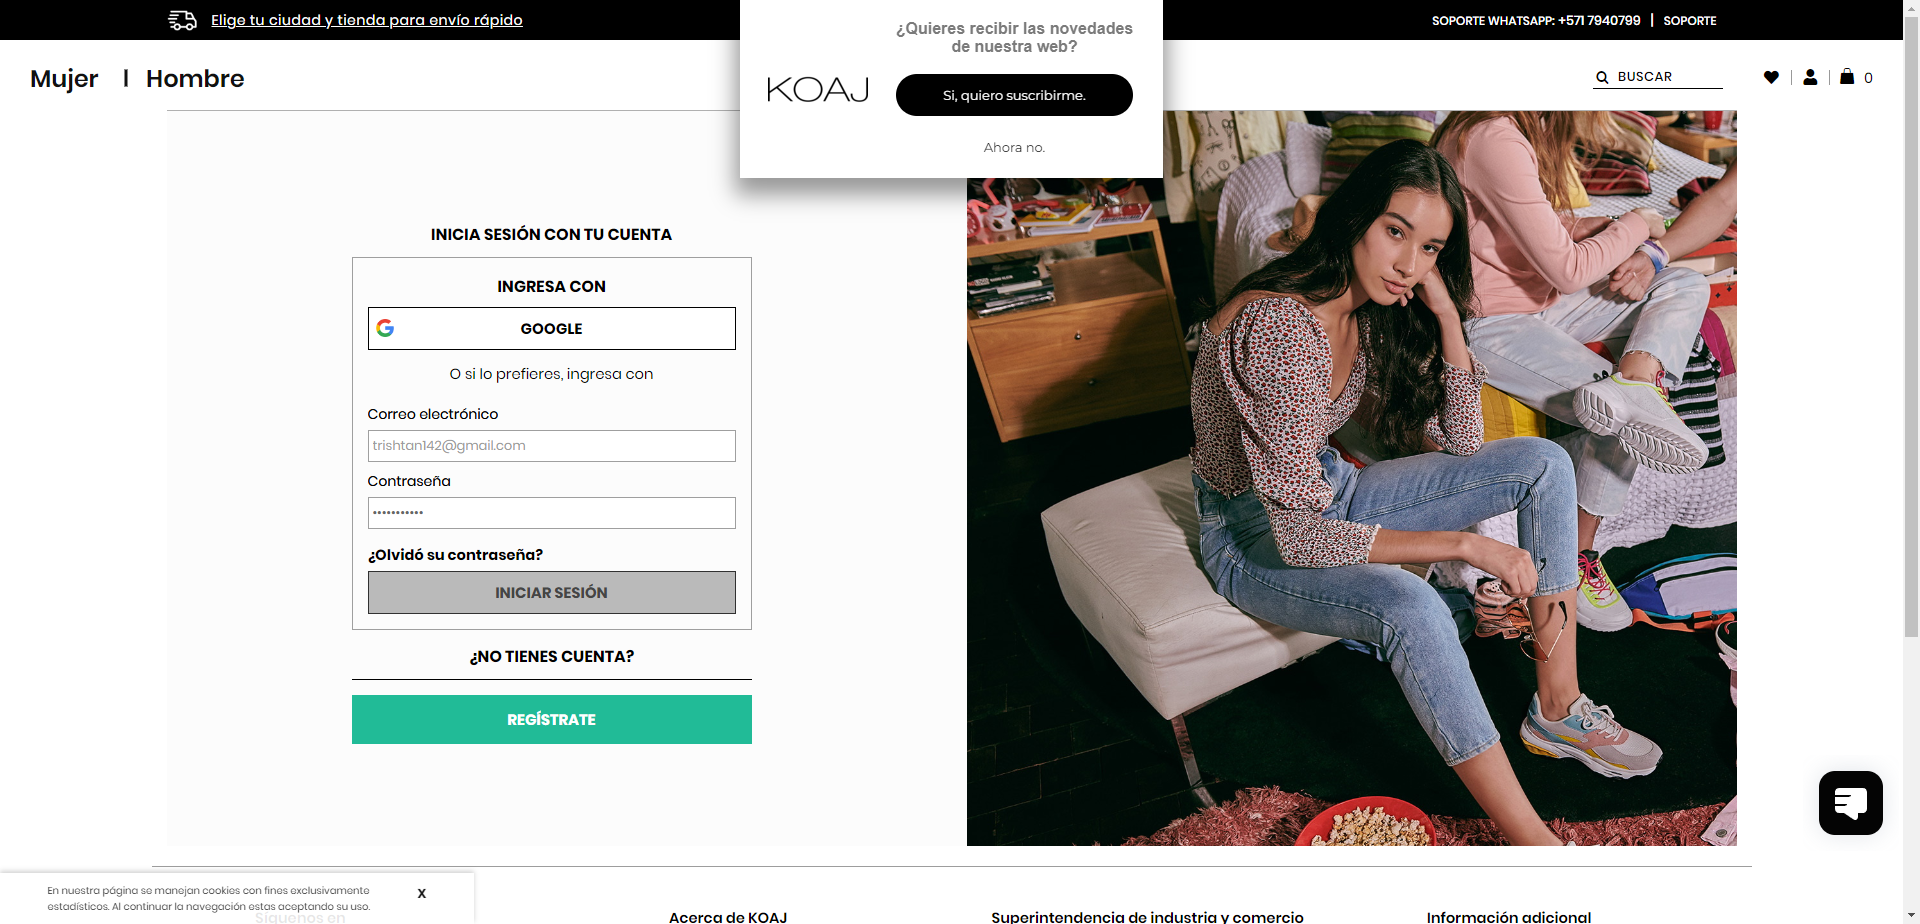 Elige tu ciudad y tienda para envío rápido
SOPORTE WHATSAPP: +571 7940799 | SOPORTE
¿Quieres recibir las novedades
de nuestra web?
KOAJ
Si, quiero suscribirme.
Ahora no.
Mujer | Hombre
BUSCAR
0
INICIA SESIÓN CON TU CUENTA
INGRESA CON
GOOGLE
O si lo prefieres, ingresa con
Correo electrónico
trishtan142@gmail.com
Contraseña
•••••••••••
¿Olvidó su contraseña?
INICIAR SESIÓN
¿NO TIENES CUENTA?
REGÍSTRATE
En nuestra página se manejan cookies con fines exclusivamente
estadísticos. Al continuar la navegación estas aceptando su uso.
X
Síguenos en
Acerca de KOAJ
Superintendencia de industria y comercio
Información adicional